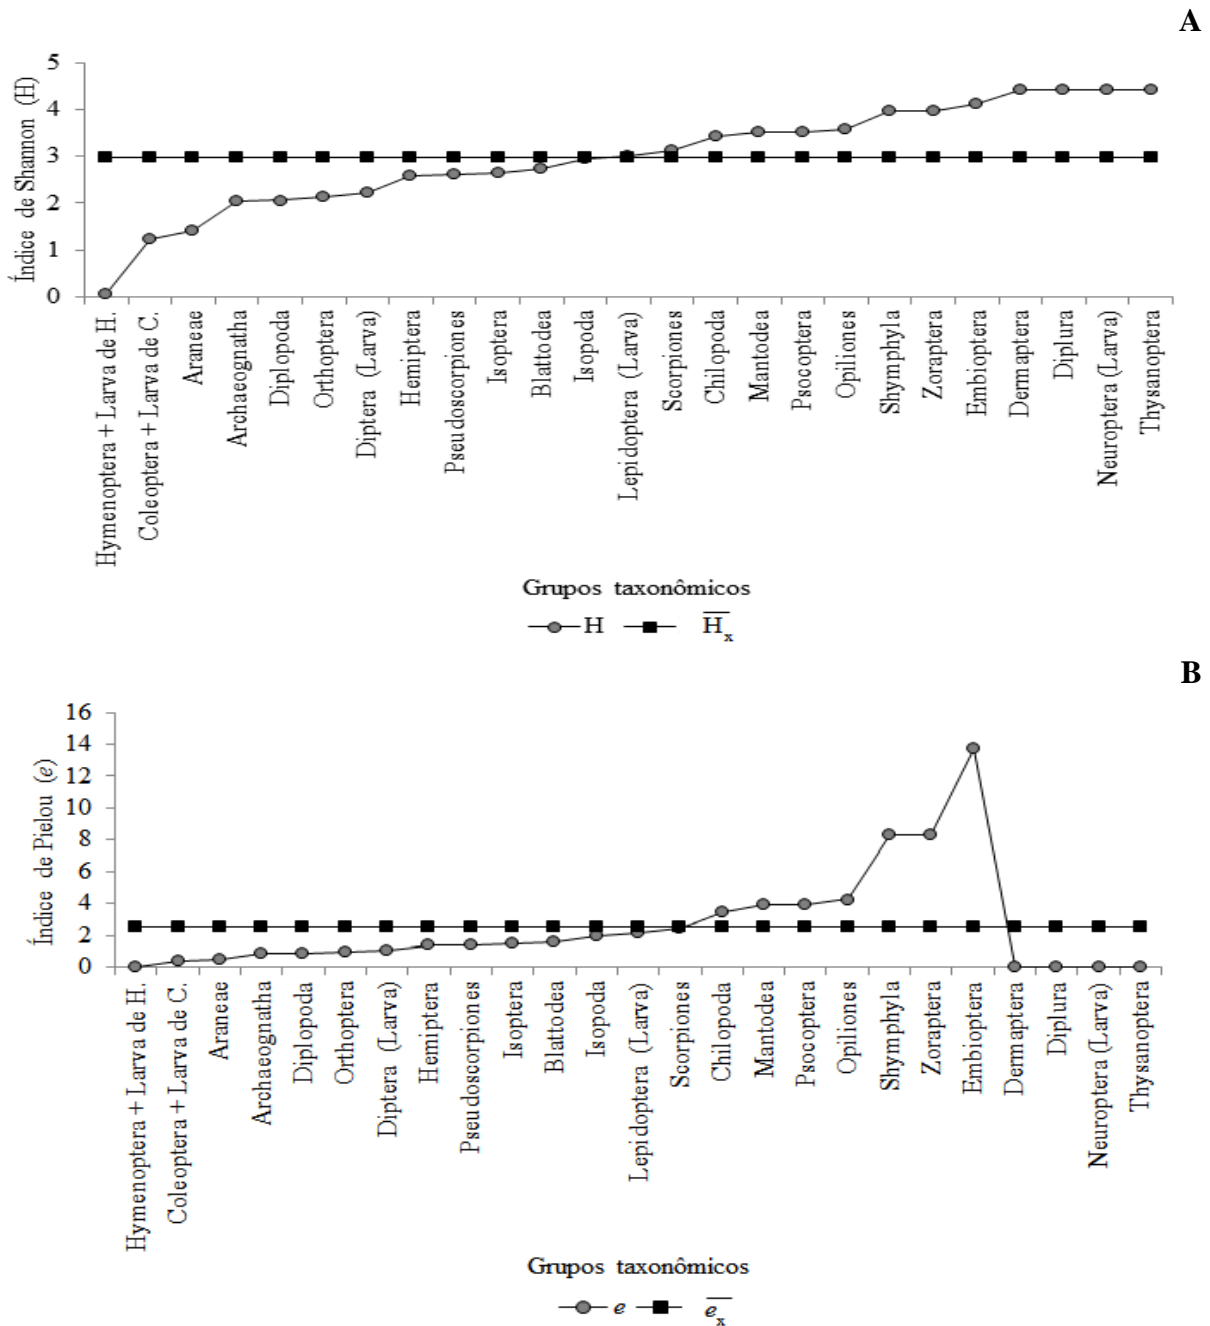 A
Índice de Shannon (H)
5
4
3
2
1
0
Hymenoptera + Larva de H.
Coleoptera + Larva de C.
Araneae
Archaeognatha
Diplopoda
Orthoptera
Diptera (Larva)
Hemiptera
Pseudoscorpiones
Isoptera
Blattodea
Isopoda
Lepidoptera (Larva)
Scorpiones
Chilopoda
Mantodea
Psocoptera
Opiliones
Shymphyla
Zoraptera
Embioptera
Dermaptera
Diplura
Neuroptera (Larva)
Thysanoptera
Grupos taxonômicos
H H̅x
B
Índice de Pielou (e)
16
14
12
10
8
6
4
2
0
Hymenoptera + Larva de H.
Coleoptera + Larva de C.
Araneae
Archaeognatha
Diplopoda
Orthoptera
Diptera (Larva)
Hemiptera
Pseudoscorpiones
Isoptera
Blattodea
Isopoda
Lepidoptera (Larva)
Scorpiones
Chilopoda
Mantodea
Psocoptera
Opiliones
Shymphyla
Zoraptera
Embioptera
Dermaptera
Diplura
Neuroptera (Larva)
Thysanoptera
Grupos taxonômicos
e e̅x